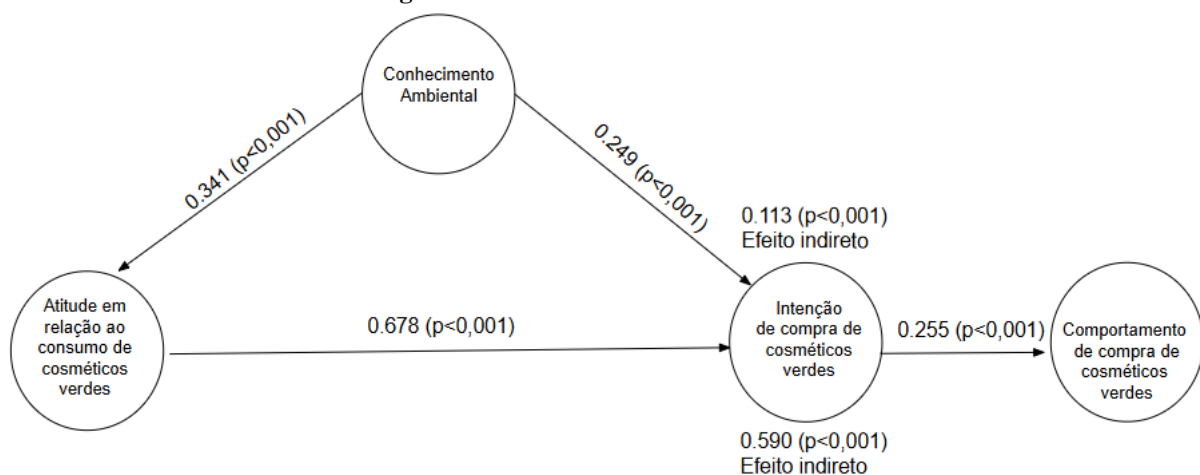 Conhecimento
Ambiental
0.341 (p<0,001)
0.249 (p<0,001)
0.113 (p<0,001)
Efeito indireto
Atitude em
relação ao
consumo de
cosméticos
verdes
0.678 (p<0,001)
Intenção
de compra de
cosméticos
verdes
0.255 (p<0,001)
Comportamento
de compra de
cosméticos
verdes
0.590 (p<0,001)
Efeito indireto